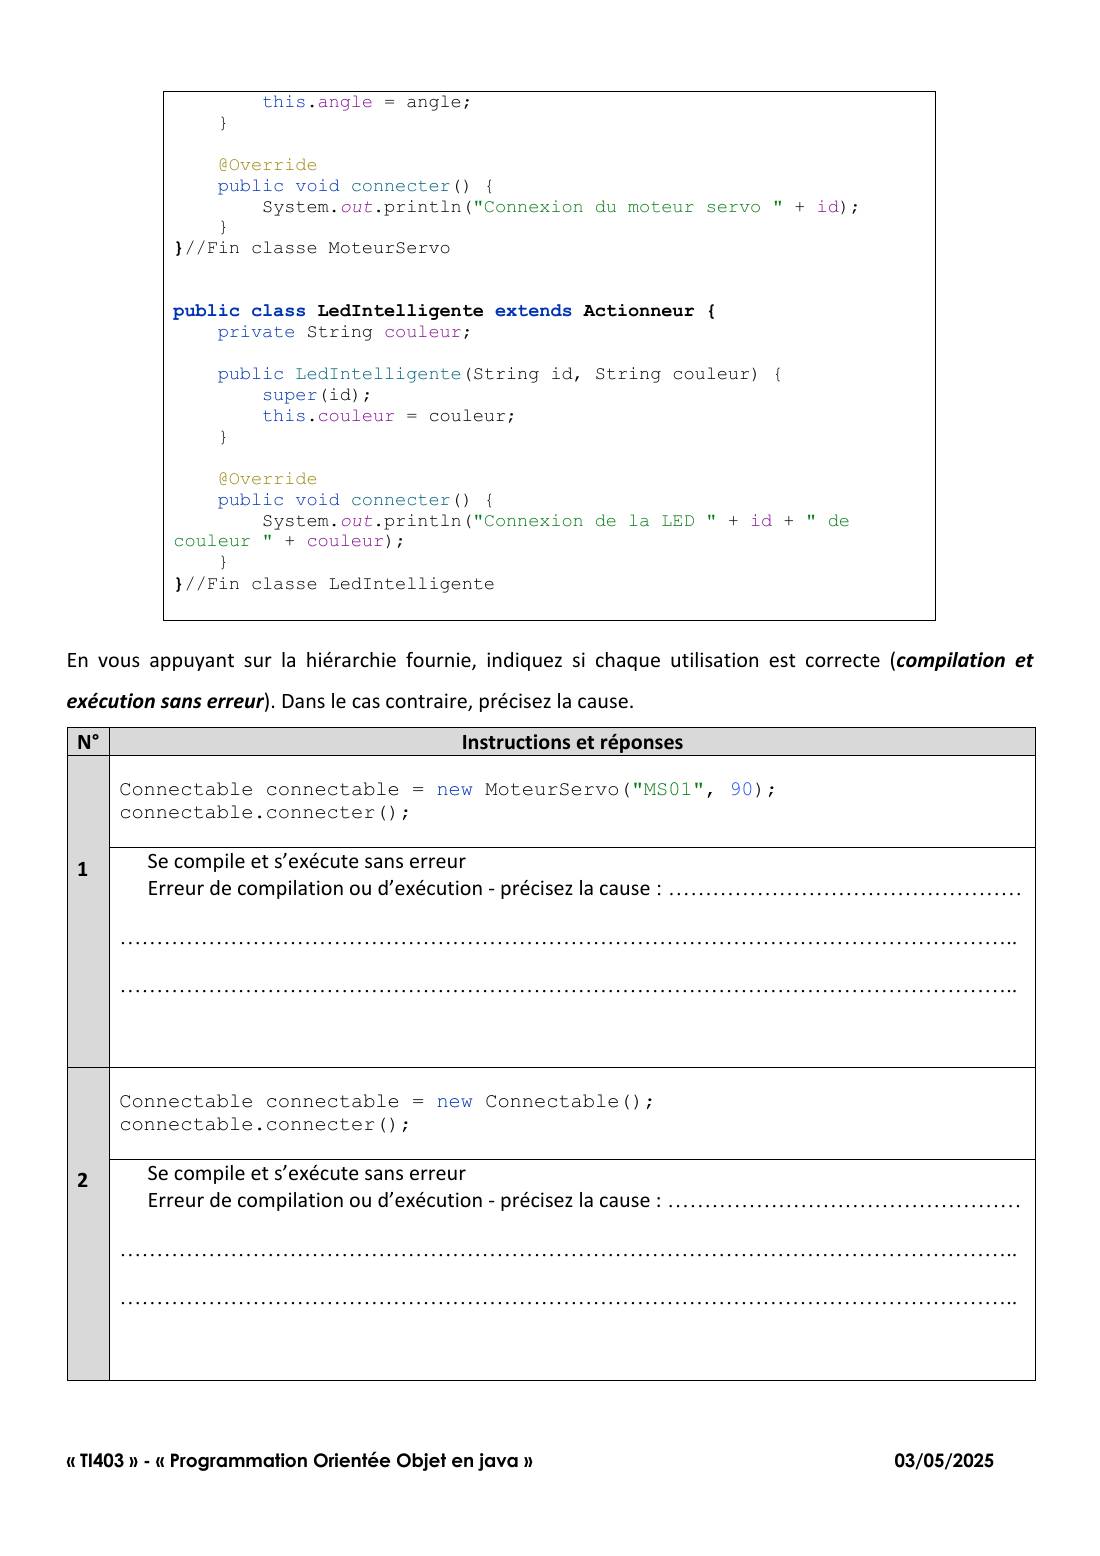 this.angle = angle;
}
@Override
public void connecter() {
System.out.println("Connexion du moteur servo " + id);
}
}//Fin classe MoteurServo
public class LedIntelligente extends Actionneur {
private String couleur;
public LedIntelligente(String id, String couleur) {
super(id);
this.couleur = couleur;
}
@Override
public void connecter() {
System.out.println("Connexion de la LED " + id + " de
couleur " + couleur);
}
}//Fin classe LedIntelligente
En vous appuyant sur la hiérarchie fournie, indiquez si chaque utilisation est correcte (compilation et
exécution sans erreur). Dans le cas contraire, précisez la cause.
N° Instructions et réponses
Connectable connectable = new MoteurServo("MS01", 90);
connectable.connecter();
1
Se compile et s’exécute sans erreur
Erreur de compilation ou d’exécution - précisez la cause : …………………………………………
……………………………………………………………………………………………………………..
……………………………………………………………………………………………………………..
Connectable connectable = new Connectable();
connectable.connecter();
2
Se compile et s’exécute sans erreur
Erreur de compilation ou d’exécution - précisez la cause : …………………………………………
……………………………………………………………………………………………………………..
……………………………………………………………………………………………………………..
« TI403 » - « Programmation Orientée Objet en java » 03/05/2025